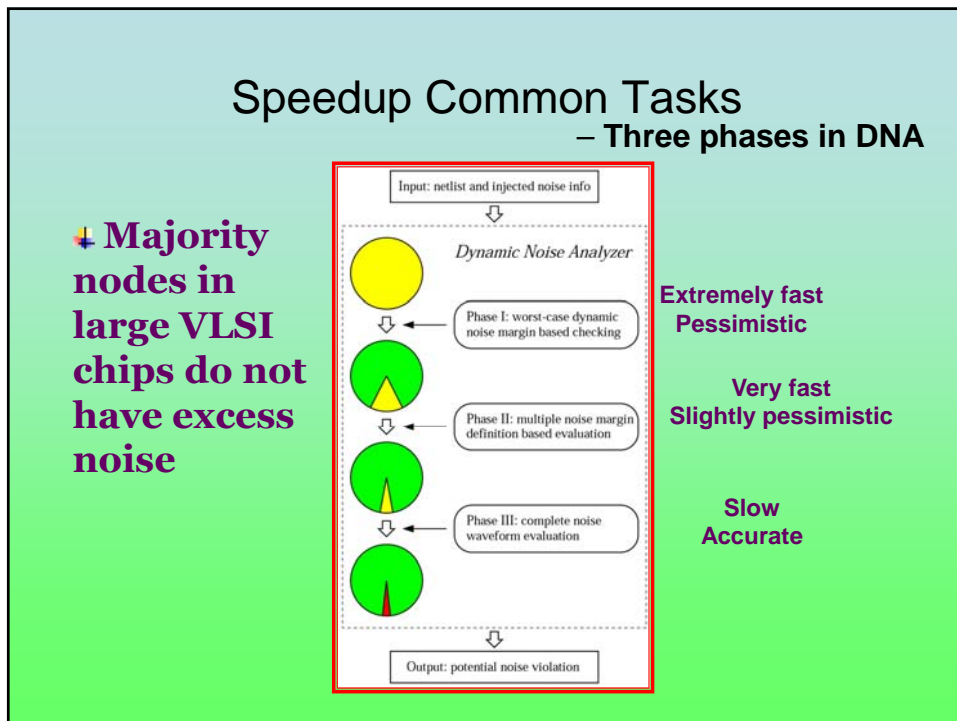 Speedup Common Tasks
– Three phases in DNA
Majority
nodes in
large VLSI
chips do not
have excess
noise
Input: netlist and injected noise info
Dynamic Noise Analyzer
Phase I: worst-case dynamic
noise margin based checking
Phase II: multiple noise margin
definition based evaluation
Phase III: complete noise
waveform evaluation
Output: potential noise violation
Extremely fast
Pessimistic
Very fast
Slightly pessimistic
Slow
Accurate